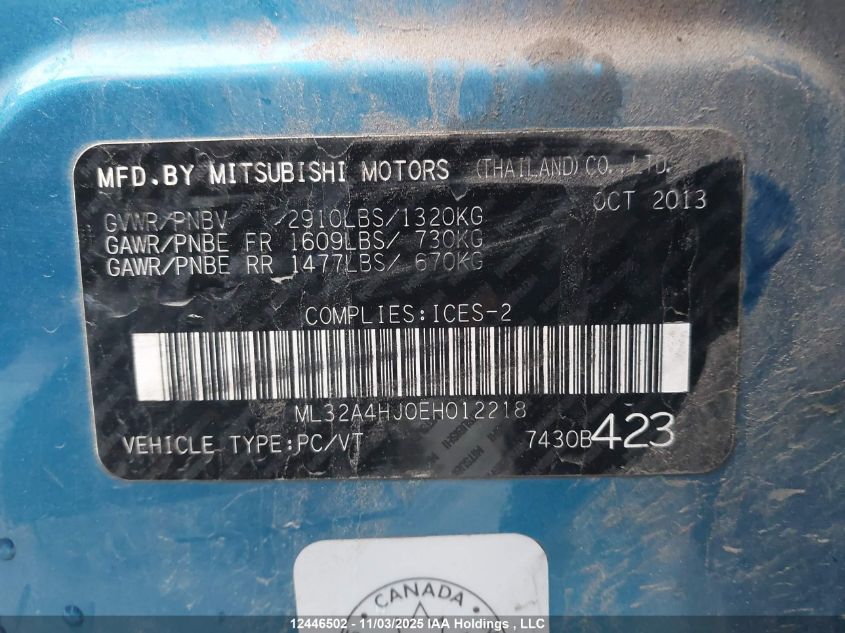 MFD.BY MITSUBISHI MOTORS (THAILAND) CO.,LTD.
OCT 2013
GVWR/PNBV /2910LBS/1320KG
GAWR/PNBE FR 1609LBS/ 730KG
GAWR/PNBE RR 1477LBS/ 670KG
COMPLIES:ICES-2
ML32A4HJ0EH012218
VEHICLE TYPE:PC/VT 7430B423
CANADA
12446502 - 11/03/2025 IAA Holdings, LLC